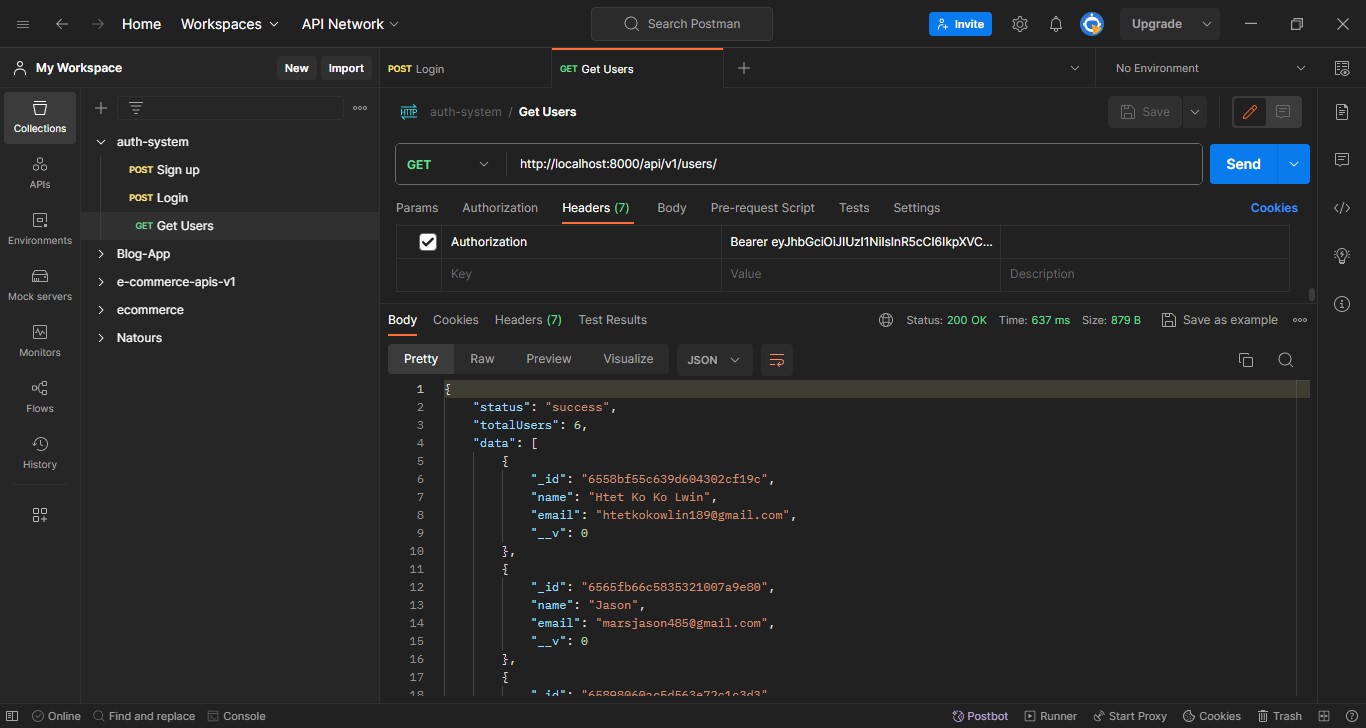 Home Workspaces API Network Search Postman Invite Upgrade
My Workspace New Import POST Login GET Get Users No Environment
Collections
APIs
Environments
Mock servers
Monitors
Flows
History
auth-system
POST Sign up
POST Login
GET Get Users
Blog-App
e-commerce-apis-v1
ecommerce
Natours
HTTP auth-system / Get Users Save
GET http://localhost:8000/api/v1/users/ Send
Params Authorization Headers (7) Body Pre-request Script Tests Settings Cookies
Authorization Bearer eyJhbGciOiJIUzI1NiIsInR5cCI6IkpXVC...
Key Value Description
Body Cookies Headers (7) Test Results Status: 200 OK Time: 637 ms Size: 879 B Save as example
Pretty Raw Preview Visualize JSON
1 {
2 "status": "success",
3 "totalUsers": 6,
4 "data": [
5 {
6 "_id": "6558bf55c639d604302cf19c",
7 "name": "Htet Ko Ko Lwin",
8 "email": "htetkokowlin189@gmail.com",
9 "__v": 0
10 },
11 {
12 "_id": "6565fb66c5835321007a9e80",
13 "name": "Jason",
14 "email": "marsjason485@gmail.com",
15 "__v": 0
16 },
17 {
18 "_id":
Online Find and replace Console Postbot Runner Start Proxy Cookies Trash